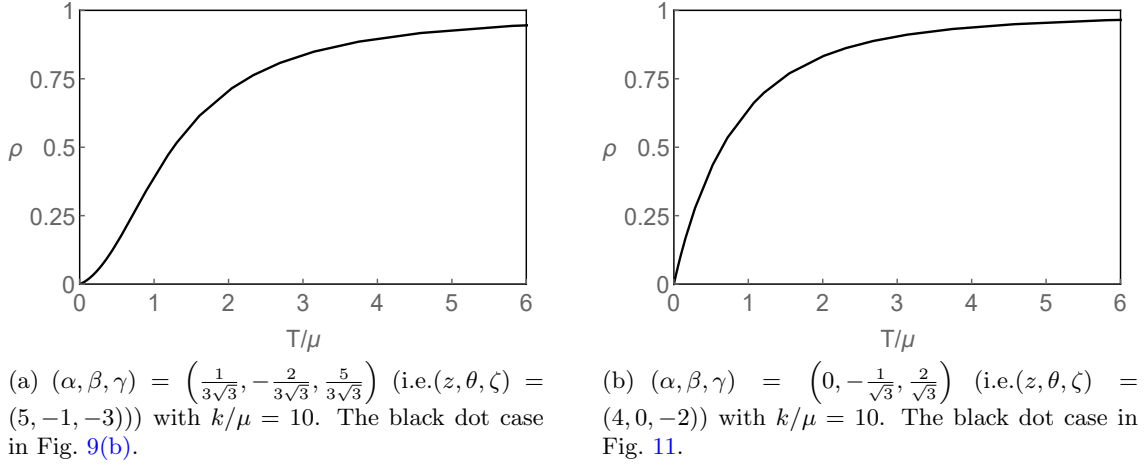 1
0.75
ρ 0.5
0.25
0
0 1 2 3 4 5 6
T/μ
(a) (α, β, γ) = (1/(3√3), −2/(3√3), 5/(3√3)) (i.e.(z, θ, ζ) =
(5, −1, −3))) with k/μ = 10. The black dot case
in Fig. 9(b).
1
0.75
ρ 0.5
0.25
0
0 1 2 3 4 5 6
T/μ
(b) (α, β, γ) = (0, −1/√3, 2/√3) (i.e.(z, θ, ζ) =
(4, 0, −2)) with k/μ = 10. The black dot case in
Fig. 11.